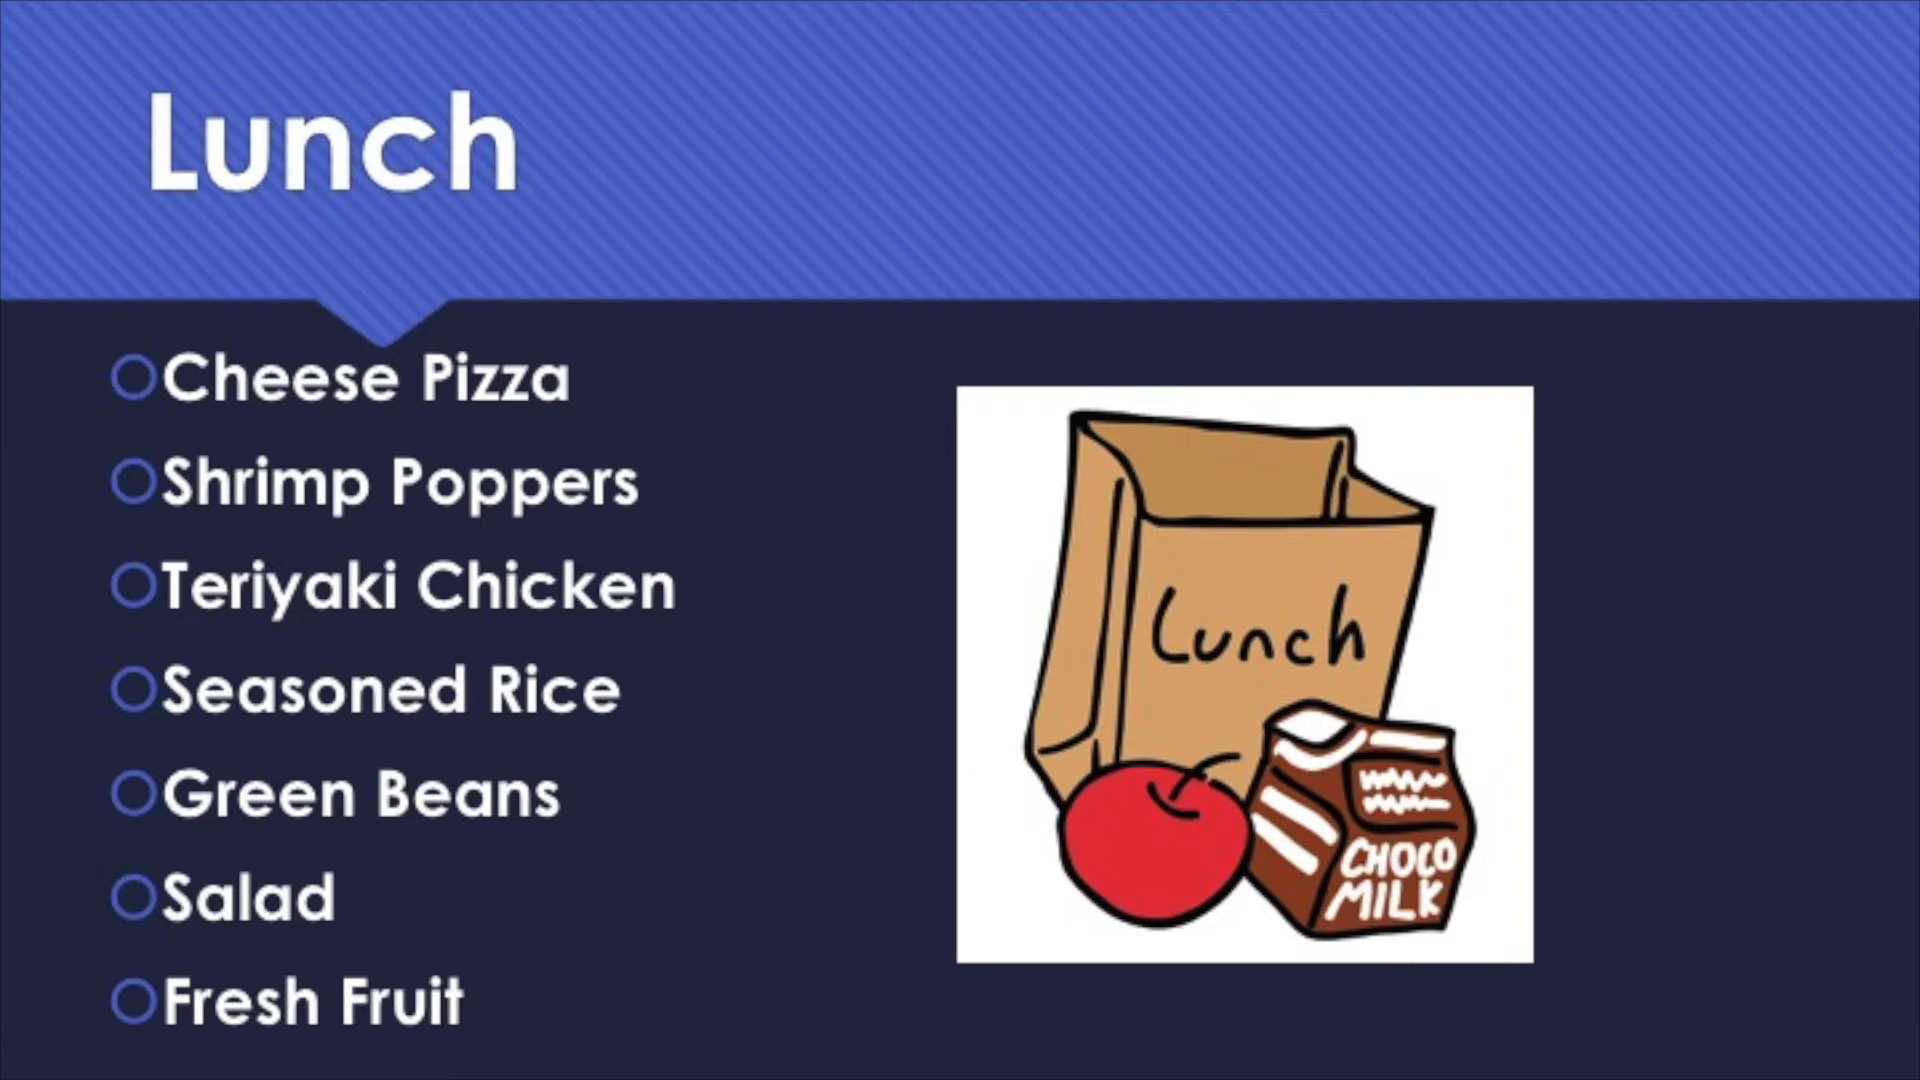 Lunch
Cheese Pizza
Shrimp Poppers
Teriyaki Chicken
Seasoned Rice
Green Beans
Salad
Fresh Fruit
Lunch
CHOCO
MILK